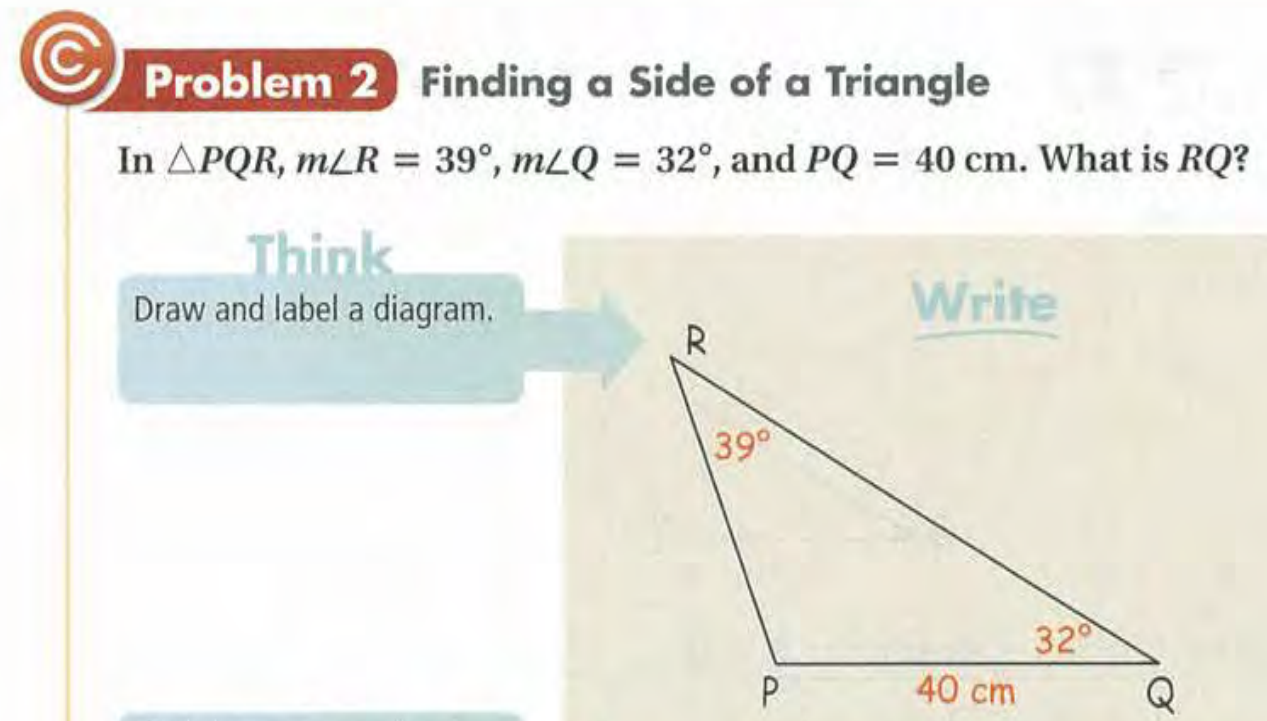 © Problem 2 Finding a Side of a Triangle
In △PQR, m∠R = 39°, m∠Q = 32°, and PQ = 40 cm. What is RQ?
Think
Draw and label a diagram.
Write
R
39°
32°
P
40 cm
Q